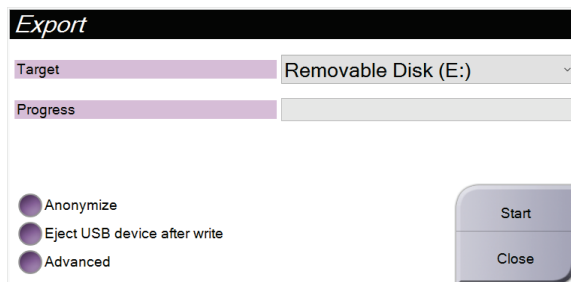 Export
Target
Removable Disk (E:)
Progress
Anonymize
Eject USB device after write
Advanced
Start
Close